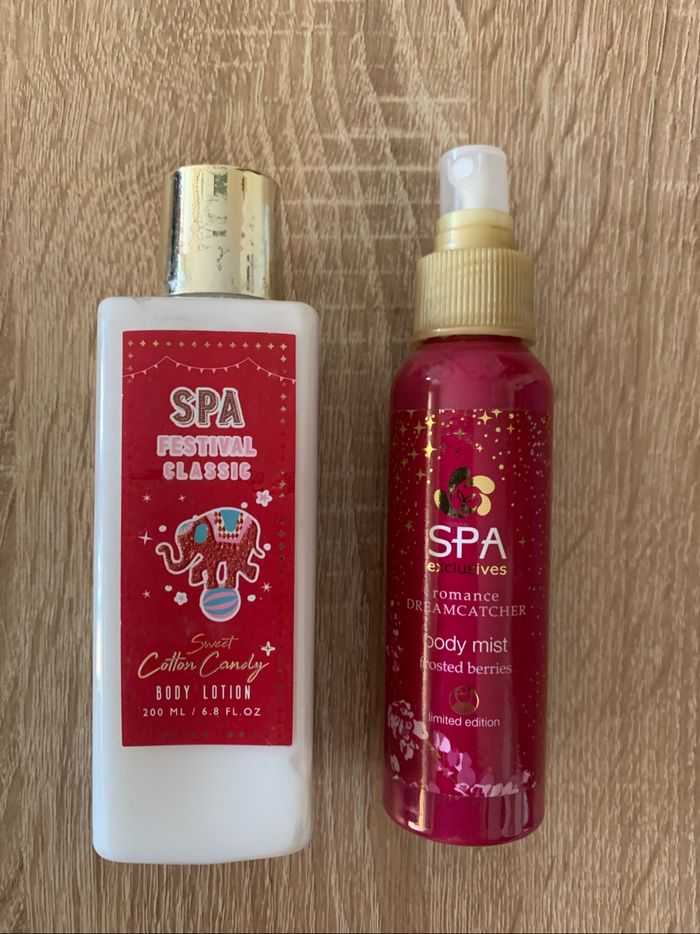 SPA
FESTIVAL
CLASSIC
Sweet
Cotton Candy
BODY LOTION
200 ML / 6.8 FL.OZ
SPA
exclusives
romance
DREAMCATCHER
body mist
frosted berries
limited edition